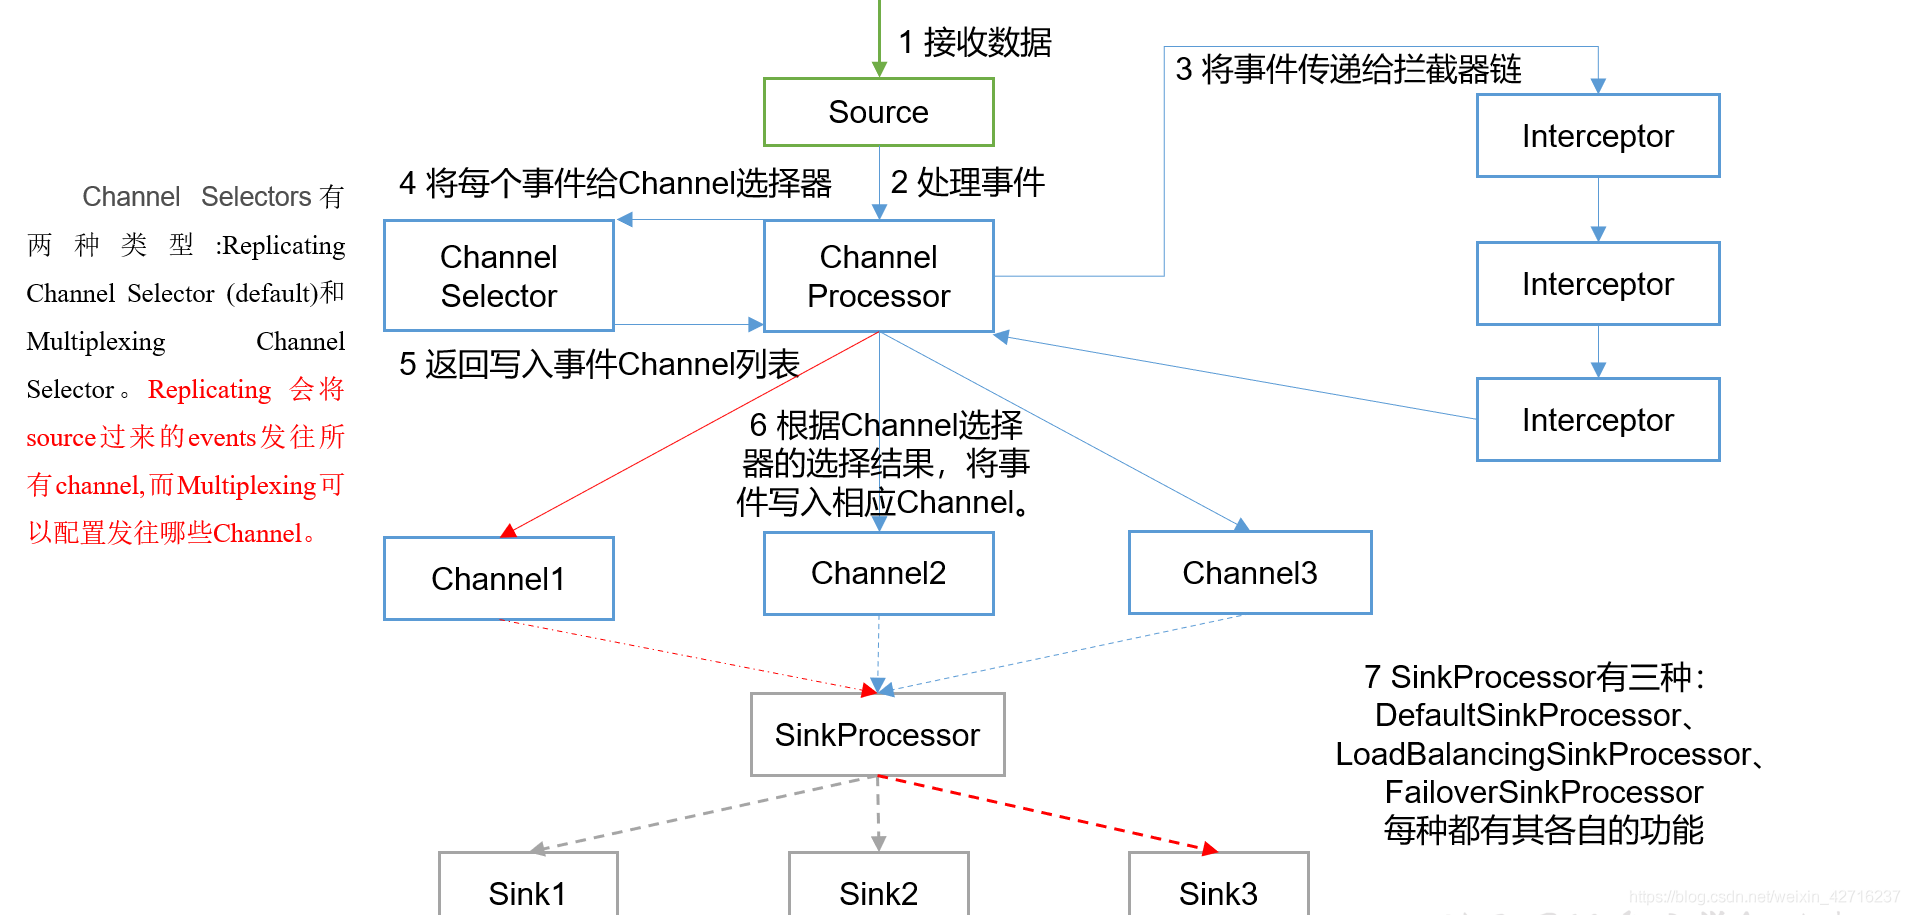 1 接收数据
Source
3 将事件传递给拦截器链
Interceptor
Interceptor
Interceptor
4 将每个事件给Channel选择器
2 处理事件
Channel
Selector
Channel
Processor
5 返回写入事件Channel列表
Channel Selectors有
两种类型:Replicating
Channel Selector (default)和
Multiplexing Channel
Selector。Replicating 会将
source过来的events发往所
有channel,而Multiplexing可
以配置发往哪些Channel。
6 根据Channel选择
器的选择结果，将事
件写入相应Channel。
Channel1
Channel2
Channel3
SinkProcessor
7 SinkProcessor有三种：
DefaultSinkProcessor、
LoadBalancingSinkProcessor、
FailoverSinkProcessor
每种都有其各自的功能
Sink1
Sink2
Sink3
https://blog.csdn.net/weixin_42716237